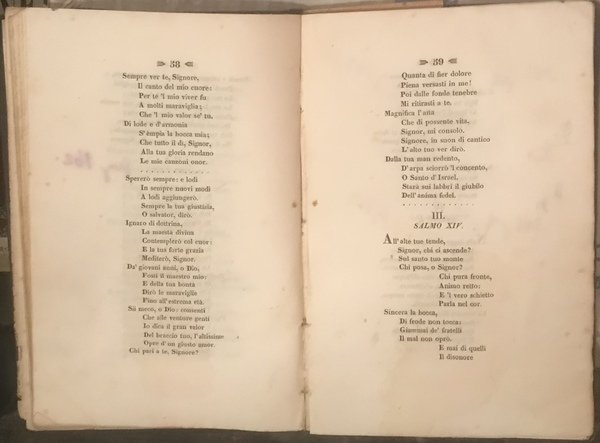 58
Sempre ver te, Signore,
Il canto del mio cuore:
Per te 'l mio viver fu
A molti maraviglia;
Che 'l mio valor se' tu.
Di lode e d'armonia
S'empia la bocca mia;
Che tutto il dì, Signor,
Alla tua gloria rendano
Le mie canzoni onor.
Spererò sempre: e lodi
In sempre nuovi modi
A lodi aggiungerò.
Sempre la tua giustizia,
O salvator, dirò.
Ignaro di dottrina,
La maestà divina
Contemplerò col cuor:
E la tua forte grazia
Mediterò, Signor.
Da' giovani anni, o Dio,
Fosti il maestro mio:
E della tua bontà
Dirò le maraviglie
Fino all'estrema età.
Sii meco, o Dio: consenti
Che alle venture genti
Io dica il gran valor
Del braccio tuo, l'altissime
Opre d'un giusto amor.
Chi pari a te, Signore?
59
Quanta di fier dolore
Piena versasti in me!
Poi dalle fonde tenebre
Mi ritirasti a te.
Magnifica l'aita
Che di possente vita,
Signor, mi consolò.
Signore, in suon di cantico
L'alto tuo ver dirò.
Dalla tua man redento,
D'arpa sciorrò 'l concento,
O Santo d'Israel.
Starà sui labbri il giubilo
Dell'anima fedel.
III.
SALMO XIV.
All'alte tue tende,
Signor, chi ci ascende?
Sul santo tuo monte
Chi posa, o Signor?
Chi pura fronte,
Animo retto:
E 'l vero schietto
Parla nel cor.
Sincera la bocca,
Di frode non tocca:
Giammai de' fratelli
Il mal non oprò.
E mai di quelli
Il disonore